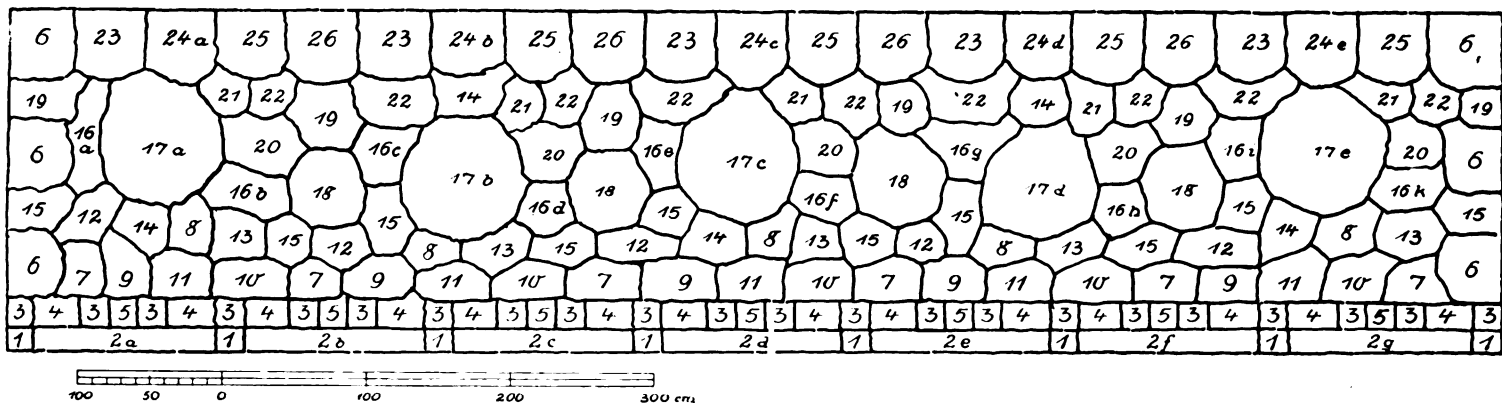 6 23 24a 25 26 23 24b 25 26 23 24c 25 26 23 24d 25 26 23 24e 25 6
19 21 22 19 22 14 21 22 19 22 21 22 19 22 14 21 22 19 22 21 22 19
6 16a 17a 20 16c 17b 20 16e 17c 20 16g 17d 20 16i 17e 20 6
16b 18 16d 18 16f 18 16h 18 16k
15 12 14 8 13 15 12 15 8 13 15 12 15 14 8 13 15 12 15 8 13 15 12 15 14 8 13 15
6 7 9 11 10 7 9 11 10 7 9 11 10 7 9 11 10 7 9 11 10 7 6
3 4 3 5 3 4 3 4 3 5 3 4 3 4 3 5 3 4 3 4 3 5 3 4 3 4 3 5 3 4 3 4 3 5 3 4 3 4 3 5 3 4 3
1 2a 1 2b 1 2c 1 2d 1 2e 1 2f 1 2g 1
100 50 0 100 200 300 cm